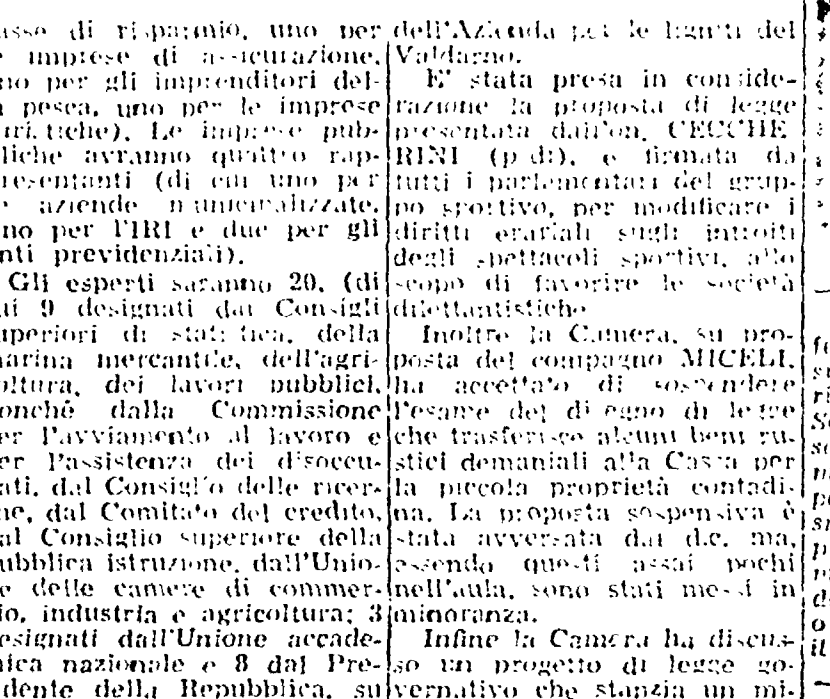 asse di risparmio, uno per
e imprese di assicurazione,
no per gli imprenditori del-
a pesca, uno per le imprese
turistiche). Le imprese pub-
liche avranno quattro rap-
resentanti (di cui uno per
e aziende municipalizzate,
no per l'IRI e due per gli
nti previdenziali).
Gli esperti saranno 20, (di
ui 9 designati dai Consigli
uperiori di statistica, della
arina mercantile, dell'agri-
oltura, dei lavori pubblici,
onché dalla Commissione
er l'avviamento al lavoro e
er l'assistenza dei disoccu-
ati, dal Consiglio delle ricer-
he, dal Comitato del credito,
al Consiglio superiore della
ubblica istruzione, dall'Unio-
e delle camere di commer-
io, industria e agricoltura; 3
esignati dall'Unione accade-
ica nazionale e 8 dal Pre-
idente della Repubblica, su
dell'Azienda per le ligniti del
Valdarno.
E' stata presa in conside-
razione la proposta di legge
presentata dall'on. CECCHE
RINI (p.di), e firmata da
tutti i parlamentari del grup-
po sportivo, per modificare i
diritti erariali sugli introiti
degli spettacoli sportivi, allo
scopo di favorire le società
dilettantistiche
Inoltre la Camera, su pro-
posta del compagno MICELI,
ha accettato di sospendere
l'esame del disegno di legge
che trasferisce alcuni beni ru-
stici demaniali alla Cassa per
la piccola proprietà contadi-
na. La proposta sospensiva è
stata avversata dai d.c. ma,
essendo questi assai pochi
nell'aula, sono stati messi in
minoranza.
Infine la Camera ha discus-
so un progetto di legge go-
vernativo che stanzia un mi-